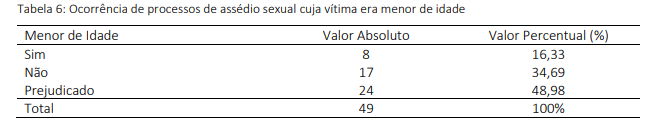 Tabela 6: Ocorrência de processos de assédio sexual cuja vítima era menor de idade
Menor de Idade Valor Absoluto Valor Percentual (%)
Sim 8 16,33
Não 17 34,69
Prejudicado 24 48,98
Total 49 100%